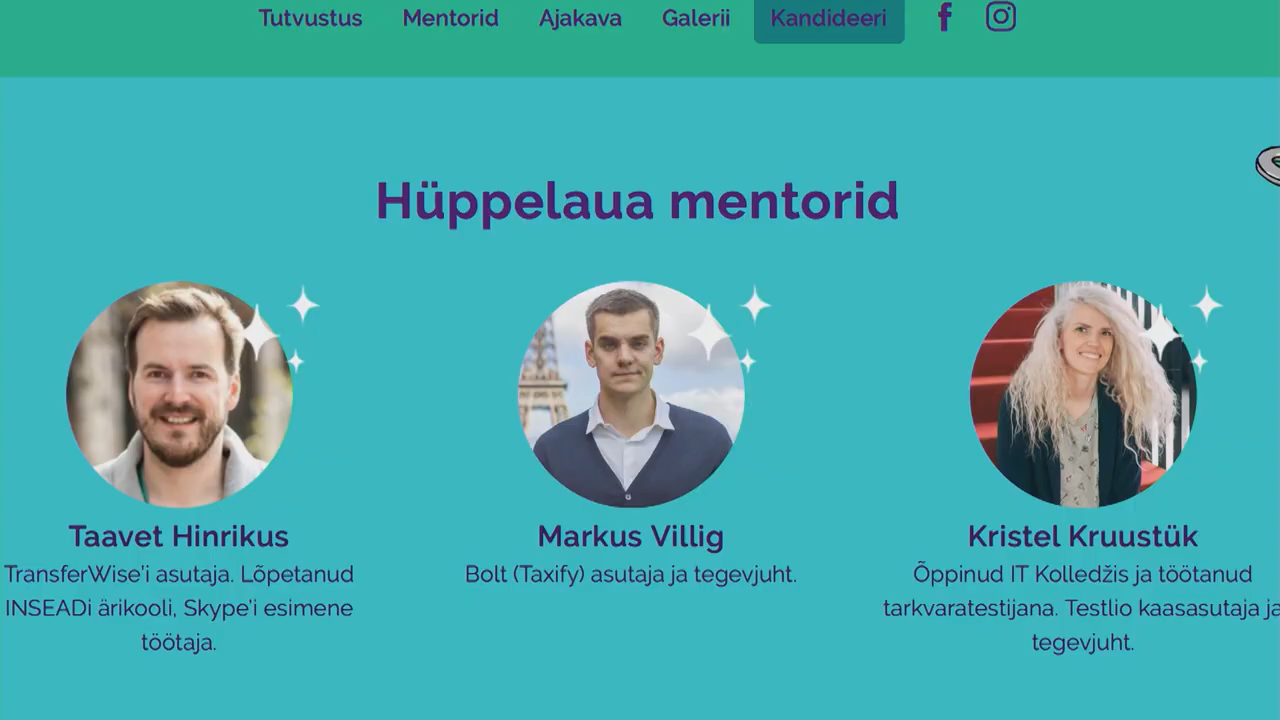 Tutvustus Mentorid Ajakava Galerii Kandideeri
Hüppelaua mentorid
Taavet Hinrikus
TransferWise'i asutaja. Lõpetanud
INSEADi ärikooli, Skype'i esimene
töötaja.
Markus Villig
Bolt (Taxify) asutaja ja tegevjuht.
Kristel Kruustük
Õppinud IT Kolledžis ja töötanud
tarkvaratestijana. Testlio kaasasutaja ja
tegevjuht.